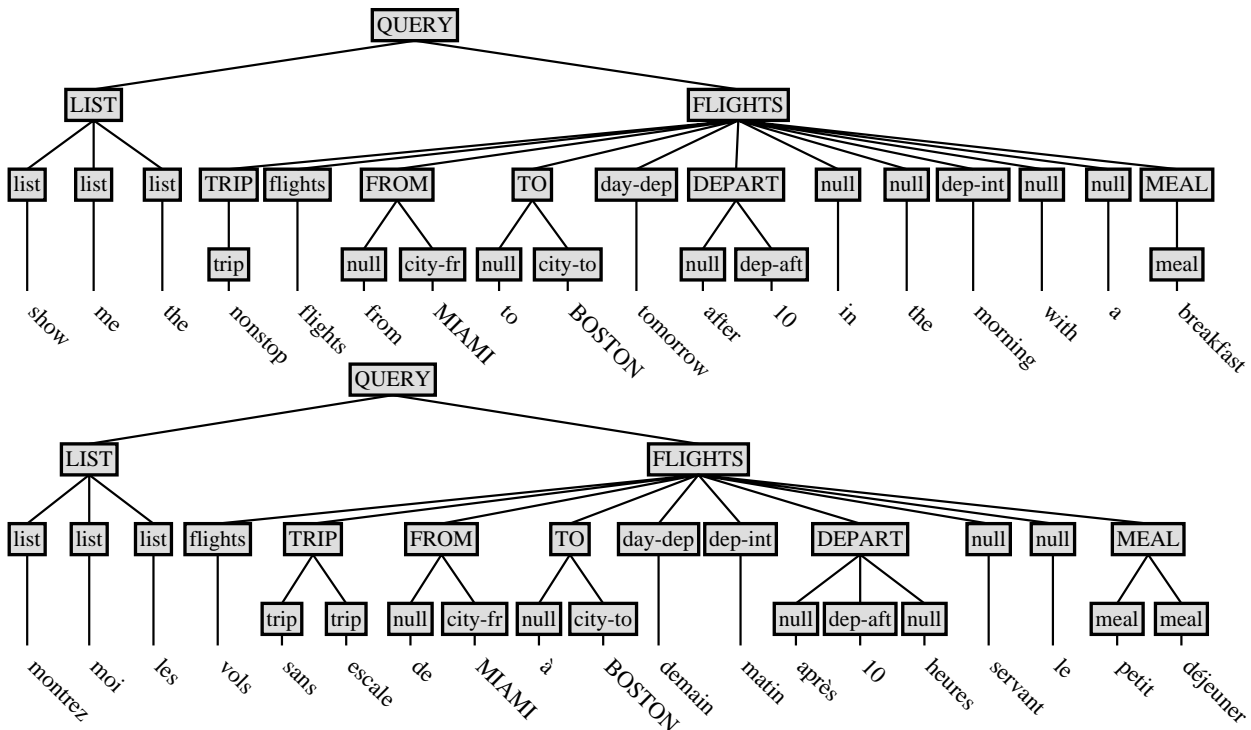 QUERY
LIST FLIGHTS
list list list TRIP flights FROM TO day-dep DEPART null null dep-int null null MEAL
trip null city-fr null city-to null dep-aft meal
show me the nonstop flights from MIAMI to BOSTON tomorrow after 10 in the morning with a breakfast
QUERY
LIST FLIGHTS
list list list flights TRIP FROM TO day-dep dep-int DEPART null null MEAL
trip trip null city-fr null city-to null dep-aft null meal meal
montrez moi les vols sans escale de MIAMI à BOSTON demain matin après 10 heures servant le petit déjeuner